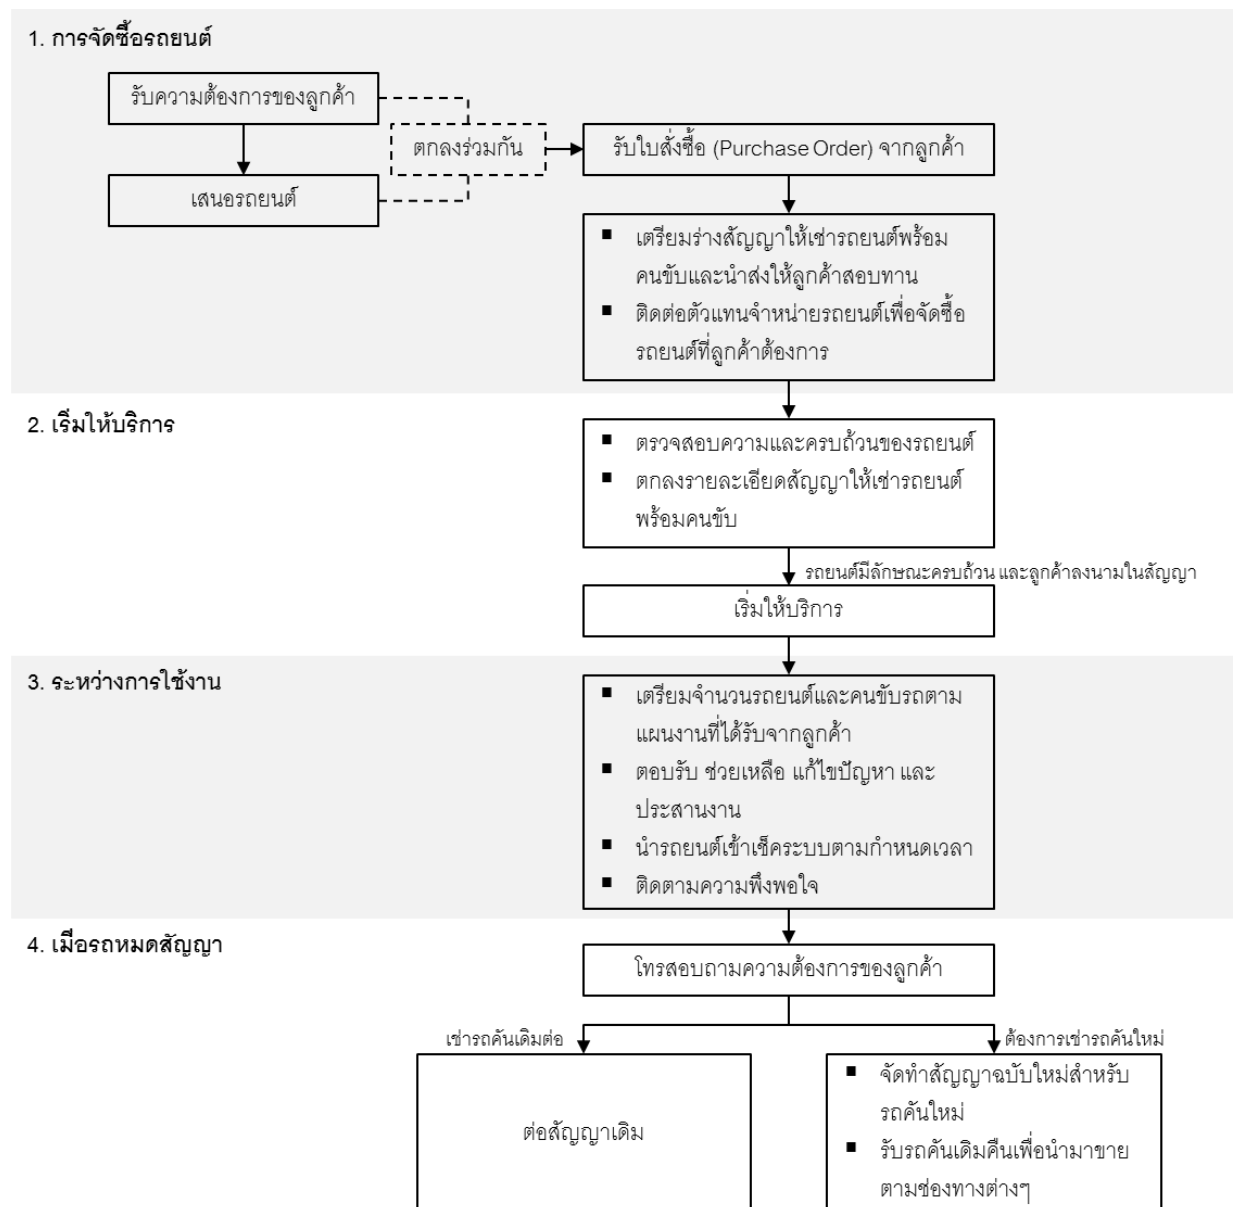 1. การจัดซื้อรถยนต์
รับความต้องการของลูกค้า
ตกลงร่วมกัน
รับใบสั่งซื้อ (Purchase Order) จากลูกค้า
เสนอรถยนต์
■ เตรียมร่างสัญญาให้เช่ารถยนต์พร้อม
คนขับและนำส่งให้ลูกค้าสอบทาน
■ ติดต่อตัวแทนจำหน่ายรถยนต์เพื่อจัดซื้อ
รถยนต์ที่ลูกค้าต้องการ
2. เริ่มให้บริการ
■ ตรวจสอบความและครบถ้วนของรถยนต์
■ ตกลงรายละเอียดสัญญาให้เช่ารถยนต์
พร้อมคนขับ
รถยนต์มีลักษณะครบถ้วน และลูกค้าลงนามในสัญญา
เริ่มให้บริการ
3. ระหว่างการใช้งาน
■ เตรียมจำนวนรถยนต์และคนขับรถตาม
แผนงานที่ได้รับจากลูกค้า
■ ตอบรับ ช่วยเหลือ แก้ไขปัญหา และ
ประสานงาน
■ นำรถยนต์เข้าเช็คระบบตามกำหนดเวลา
■ ติดตามความพึงพอใจ
4. เมื่อรถหมดสัญญา
โทรสอบถามความต้องการของลูกค้า
เช่ารถคันเดิมต่อ
ต้องการเช่ารถคันใหม่
ต่อสัญญาเดิม
■ จัดทำสัญญาฉบับใหม่สำหรับ
รถคันใหม่
■ รับรถคันเดิมคืนเพื่อนำมาขาย
ตามช่องทางต่างๆ